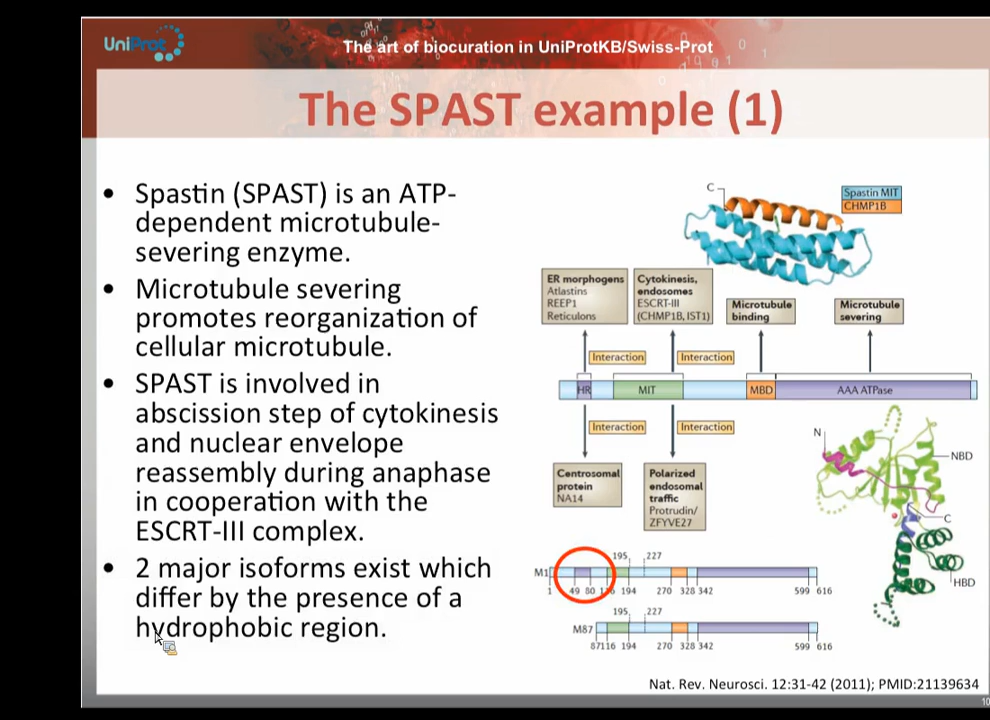 UniProt
The art of biocuration in UniProtKB/Swiss-Prot
The SPAST example (1)
• Spastin (SPAST) is an ATP-
dependent microtubule-
severing enzyme.
• Microtubule severing
promotes reorganization of
cellular microtubule.
• SPAST is involved in
abscission step of cytokinesis
and nuclear envelope
reassembly during anaphase
in cooperation with the
ESCRT-III complex.
• 2 major isoforms exist which
differ by the presence of a
hydrophobic region.
C
Spastin MIT
CHMP1B
ER morphogens
Atlastins
REEP1
Reticulons
Cytokinesis,
endosomes
ESCRT-III
(CHMP1B, IST1)
Microtubule
binding
Microtubule
severing
Interaction
Interaction
HR
MIT
MBD
AAA ATPase
Interaction
Interaction
Centrosomal
protein
NA14
Polarized
endosomal
traffic
Protrudin/
ZFYVE27
N
NBD
C
HBD
195
227
M1
1 49 80 116 194 270 328 342 599 616
195
227
M87
87 116 194 270 328 342 599 616
Nat. Rev. Neurosci. 12:31-42 (2011); PMID:21139634